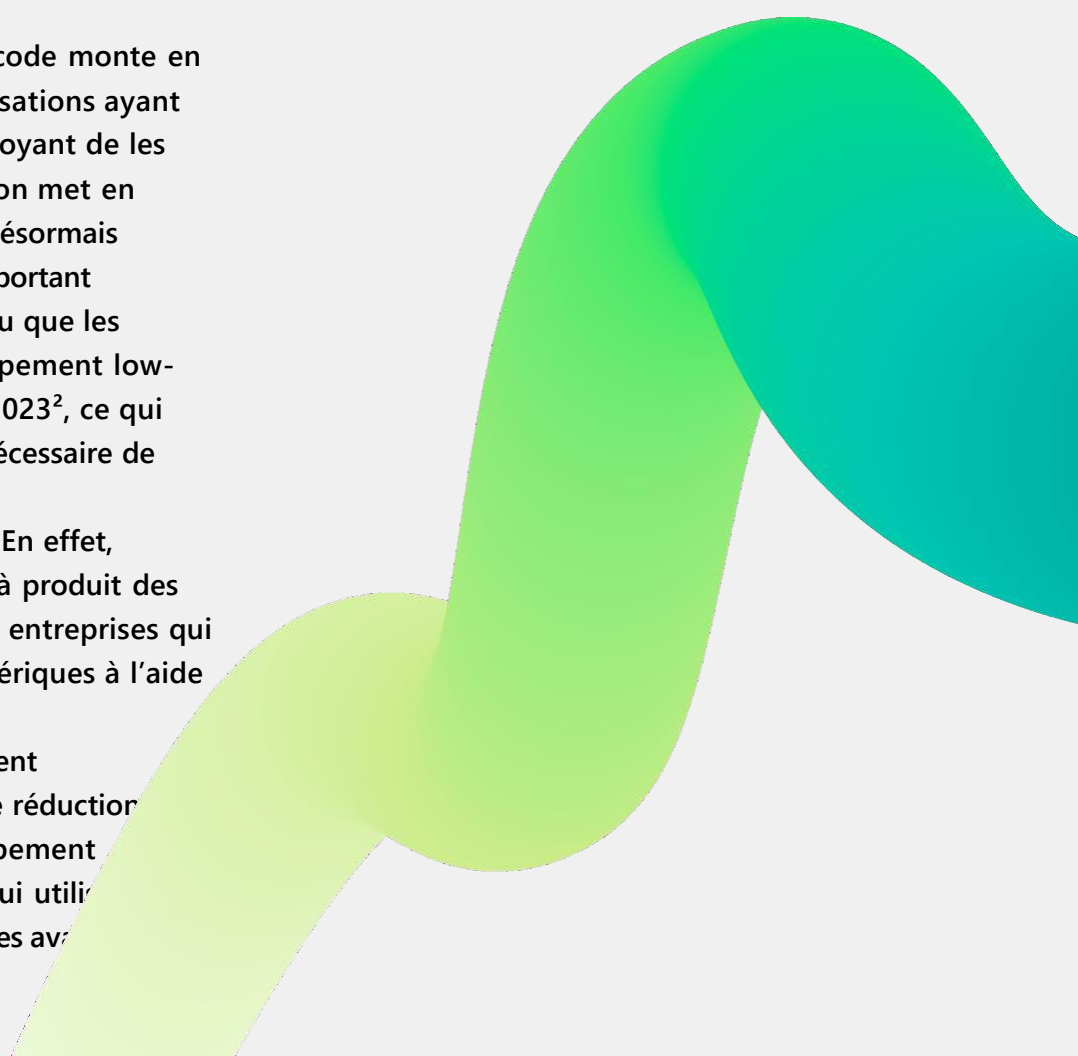 code monte en
sations ayant
oyant de les
on met en
ésormais
portant
u que les
pement low-
023², ce qui
écessaire de
En effet,
à produit des
entreprises qui
ériques à l’aide
ent
e réduction
pement
ui utilis
es ava